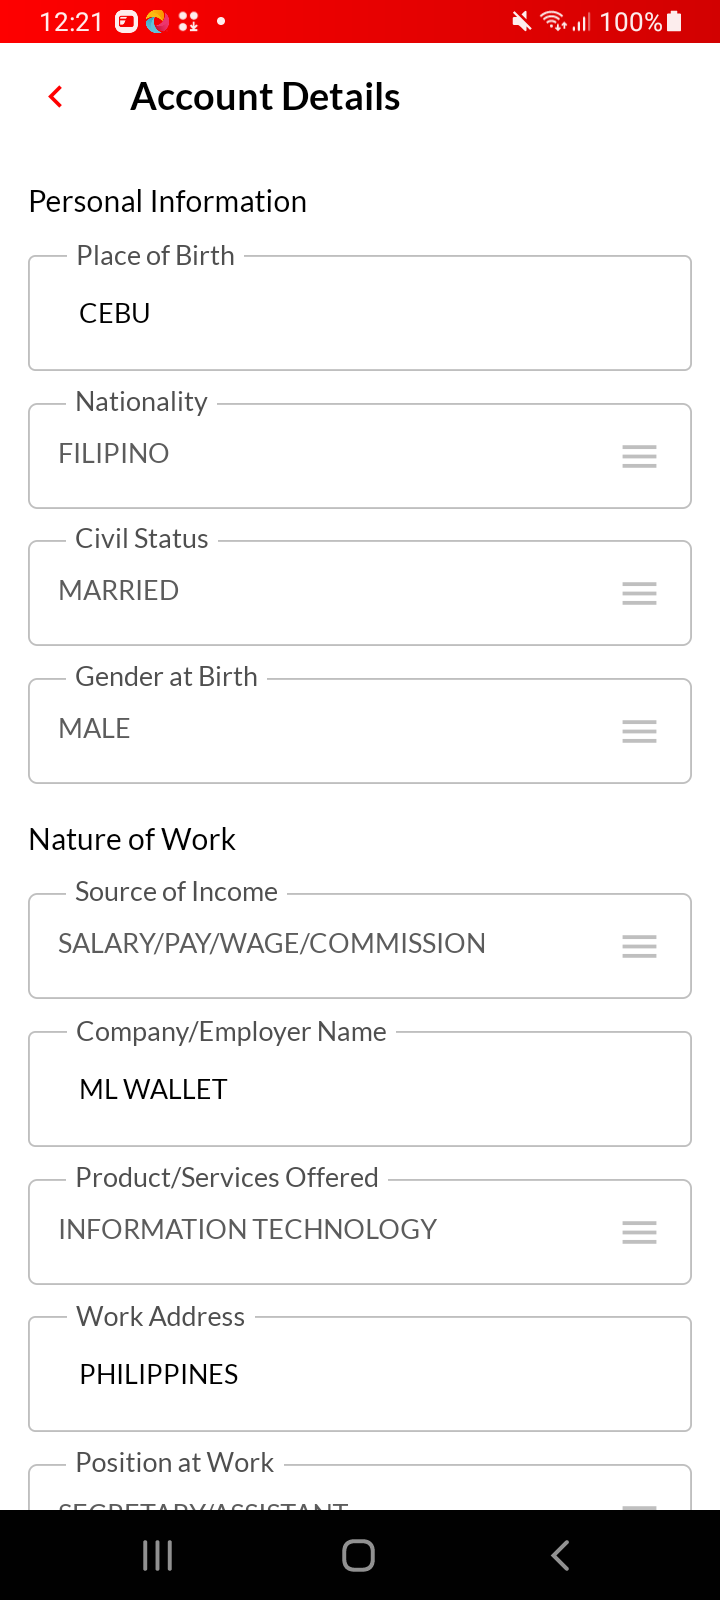 12:21 100%
Account Details
Personal Information
Place of Birth
CEBU
Nationality
FILIPINO
Civil Status
MARRIED
Gender at Birth
MALE
Nature of Work
Source of Income
SALARY/PAY/WAGE/COMMISSION
Company/Employer Name
ML WALLET
Product/Services Offered
INFORMATION TECHNOLOGY
Work Address
PHILIPPINES
Position at Work
SECRETARY/ASSISTANT